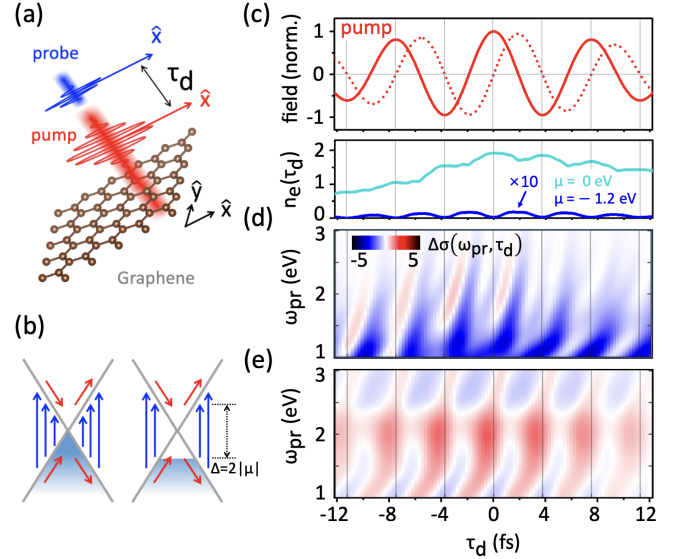 (a)
probe
x̂
τd
x̂
pump
ŷ
x̂
Graphene
(b)
Δ=2|μ|
(c)
pump
field (norm.)
1
0
-1
nₑ(τd)
2
1
0
×10
μ = 0 eV
μ = − 1.2 eV
(d)
ωpr (eV)
3
2
1
-5
5
Δσ(ωpr,τd)
(e)
ωpr (eV)
3
2
1
-12
-8
-4
0
4
8
12
τd (fs)